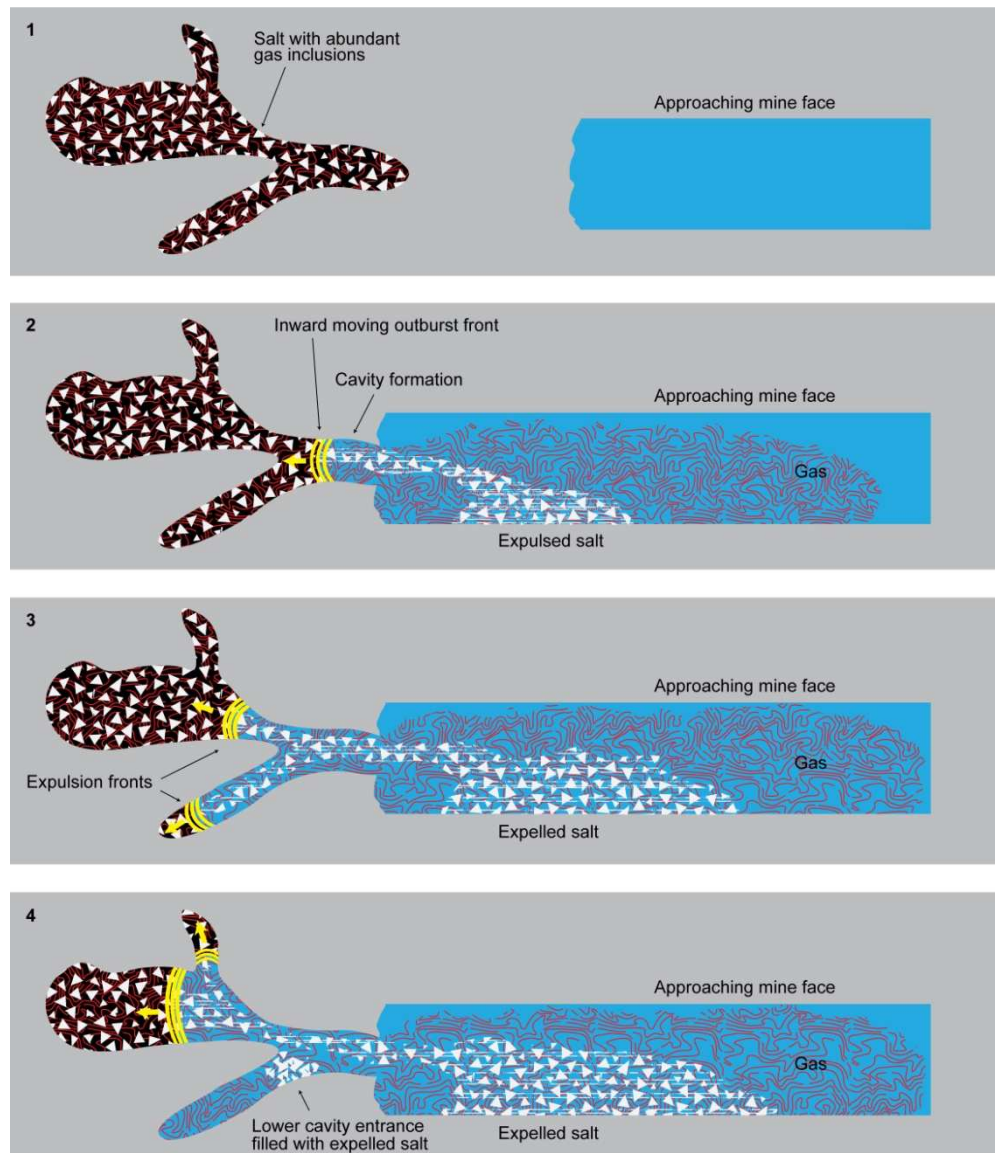 1
Salt with abundant
gas inclusions
Approaching mine face
2
Inward moving outburst front
Cavity formation
Approaching mine face
Gas
Expulsed salt
3
Approaching mine face
Gas
Expulsion fronts
Expelled salt
4
Approaching mine face
Gas
Lower cavity entrance
filled with expelled salt
Expelled salt